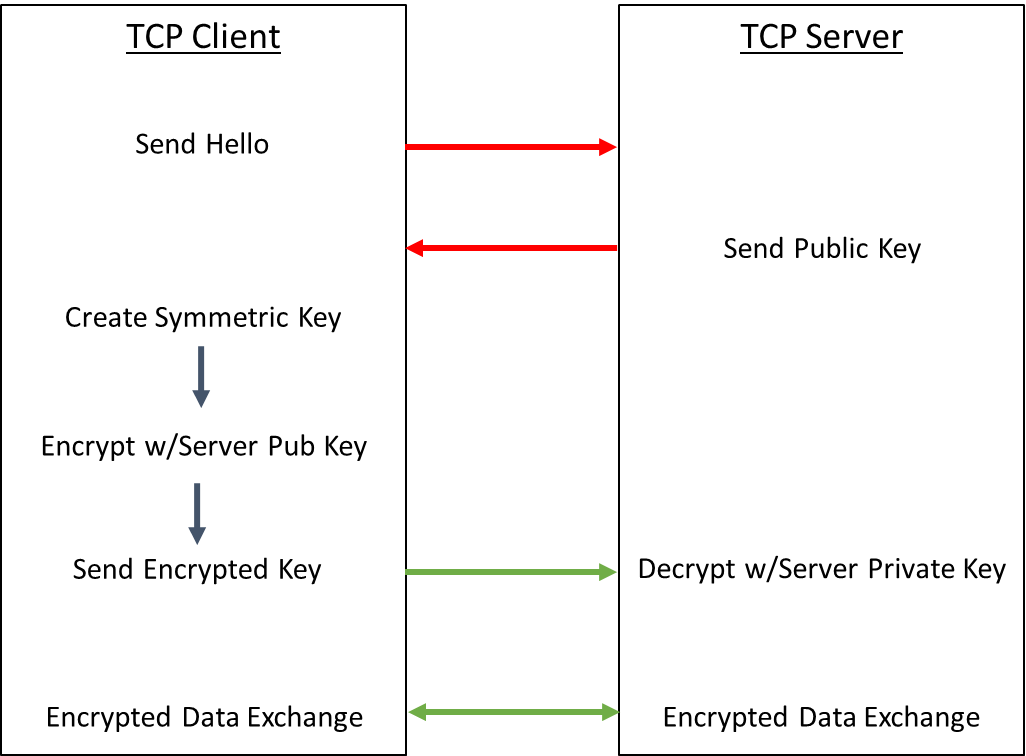 TCP Client
TCP Server
Send Hello
Send Public Key
Create Symmetric Key
Encrypt w/Server Pub Key
Send Encrypted Key
Decrypt w/Server Private Key
Encrypted Data Exchange
Encrypted Data Exchange